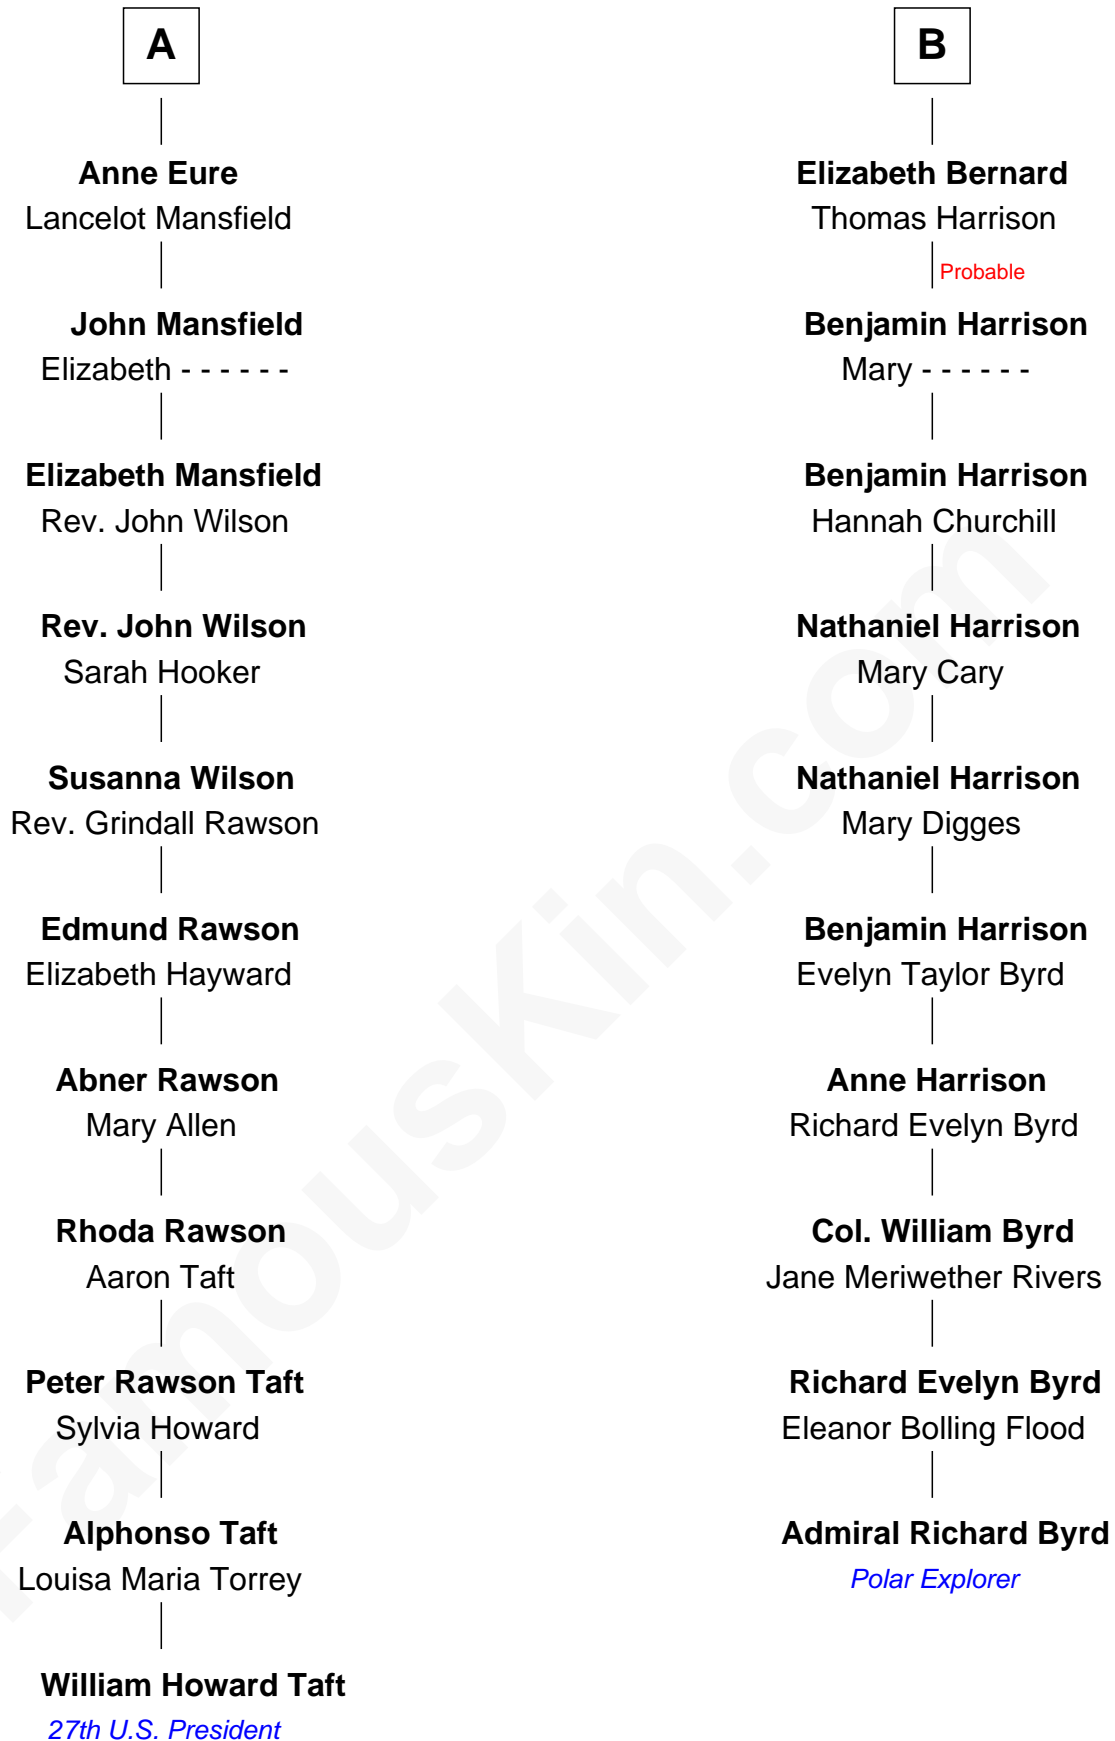 A
Anne Eure
Lancelot Mansfield
John Mansfield
Elizabeth - - - - - -
Elizabeth Mansfield
Rev. John Wilson
Rev. John Wilson
Sarah Hooker
Susanna Wilson
Rev. Grindall Rawson
Edmund Rawson
Elizabeth Hayward
Abner Rawson
Mary Allen
Rhoda Rawson
Aaron Taft
Peter Rawson Taft
Sylvia Howard
Alphonso Taft
Louisa Maria Torrey
William Howard Taft
27th U.S. President
B
Elizabeth Bernard
Thomas Harrison
Probable
Benjamin Harrison
Mary - - - - - -
Benjamin Harrison
Hannah Churchill
Nathaniel Harrison
Mary Cary
Nathaniel Harrison
Mary Digges
Benjamin Harrison
Evelyn Taylor Byrd
Anne Harrison
Richard Evelyn Byrd
Col. William Byrd
Jane Meriwether Rivers
Richard Evelyn Byrd
Eleanor Bolling Flood
Admiral Richard Byrd
Polar Explorer
FamousKin.com